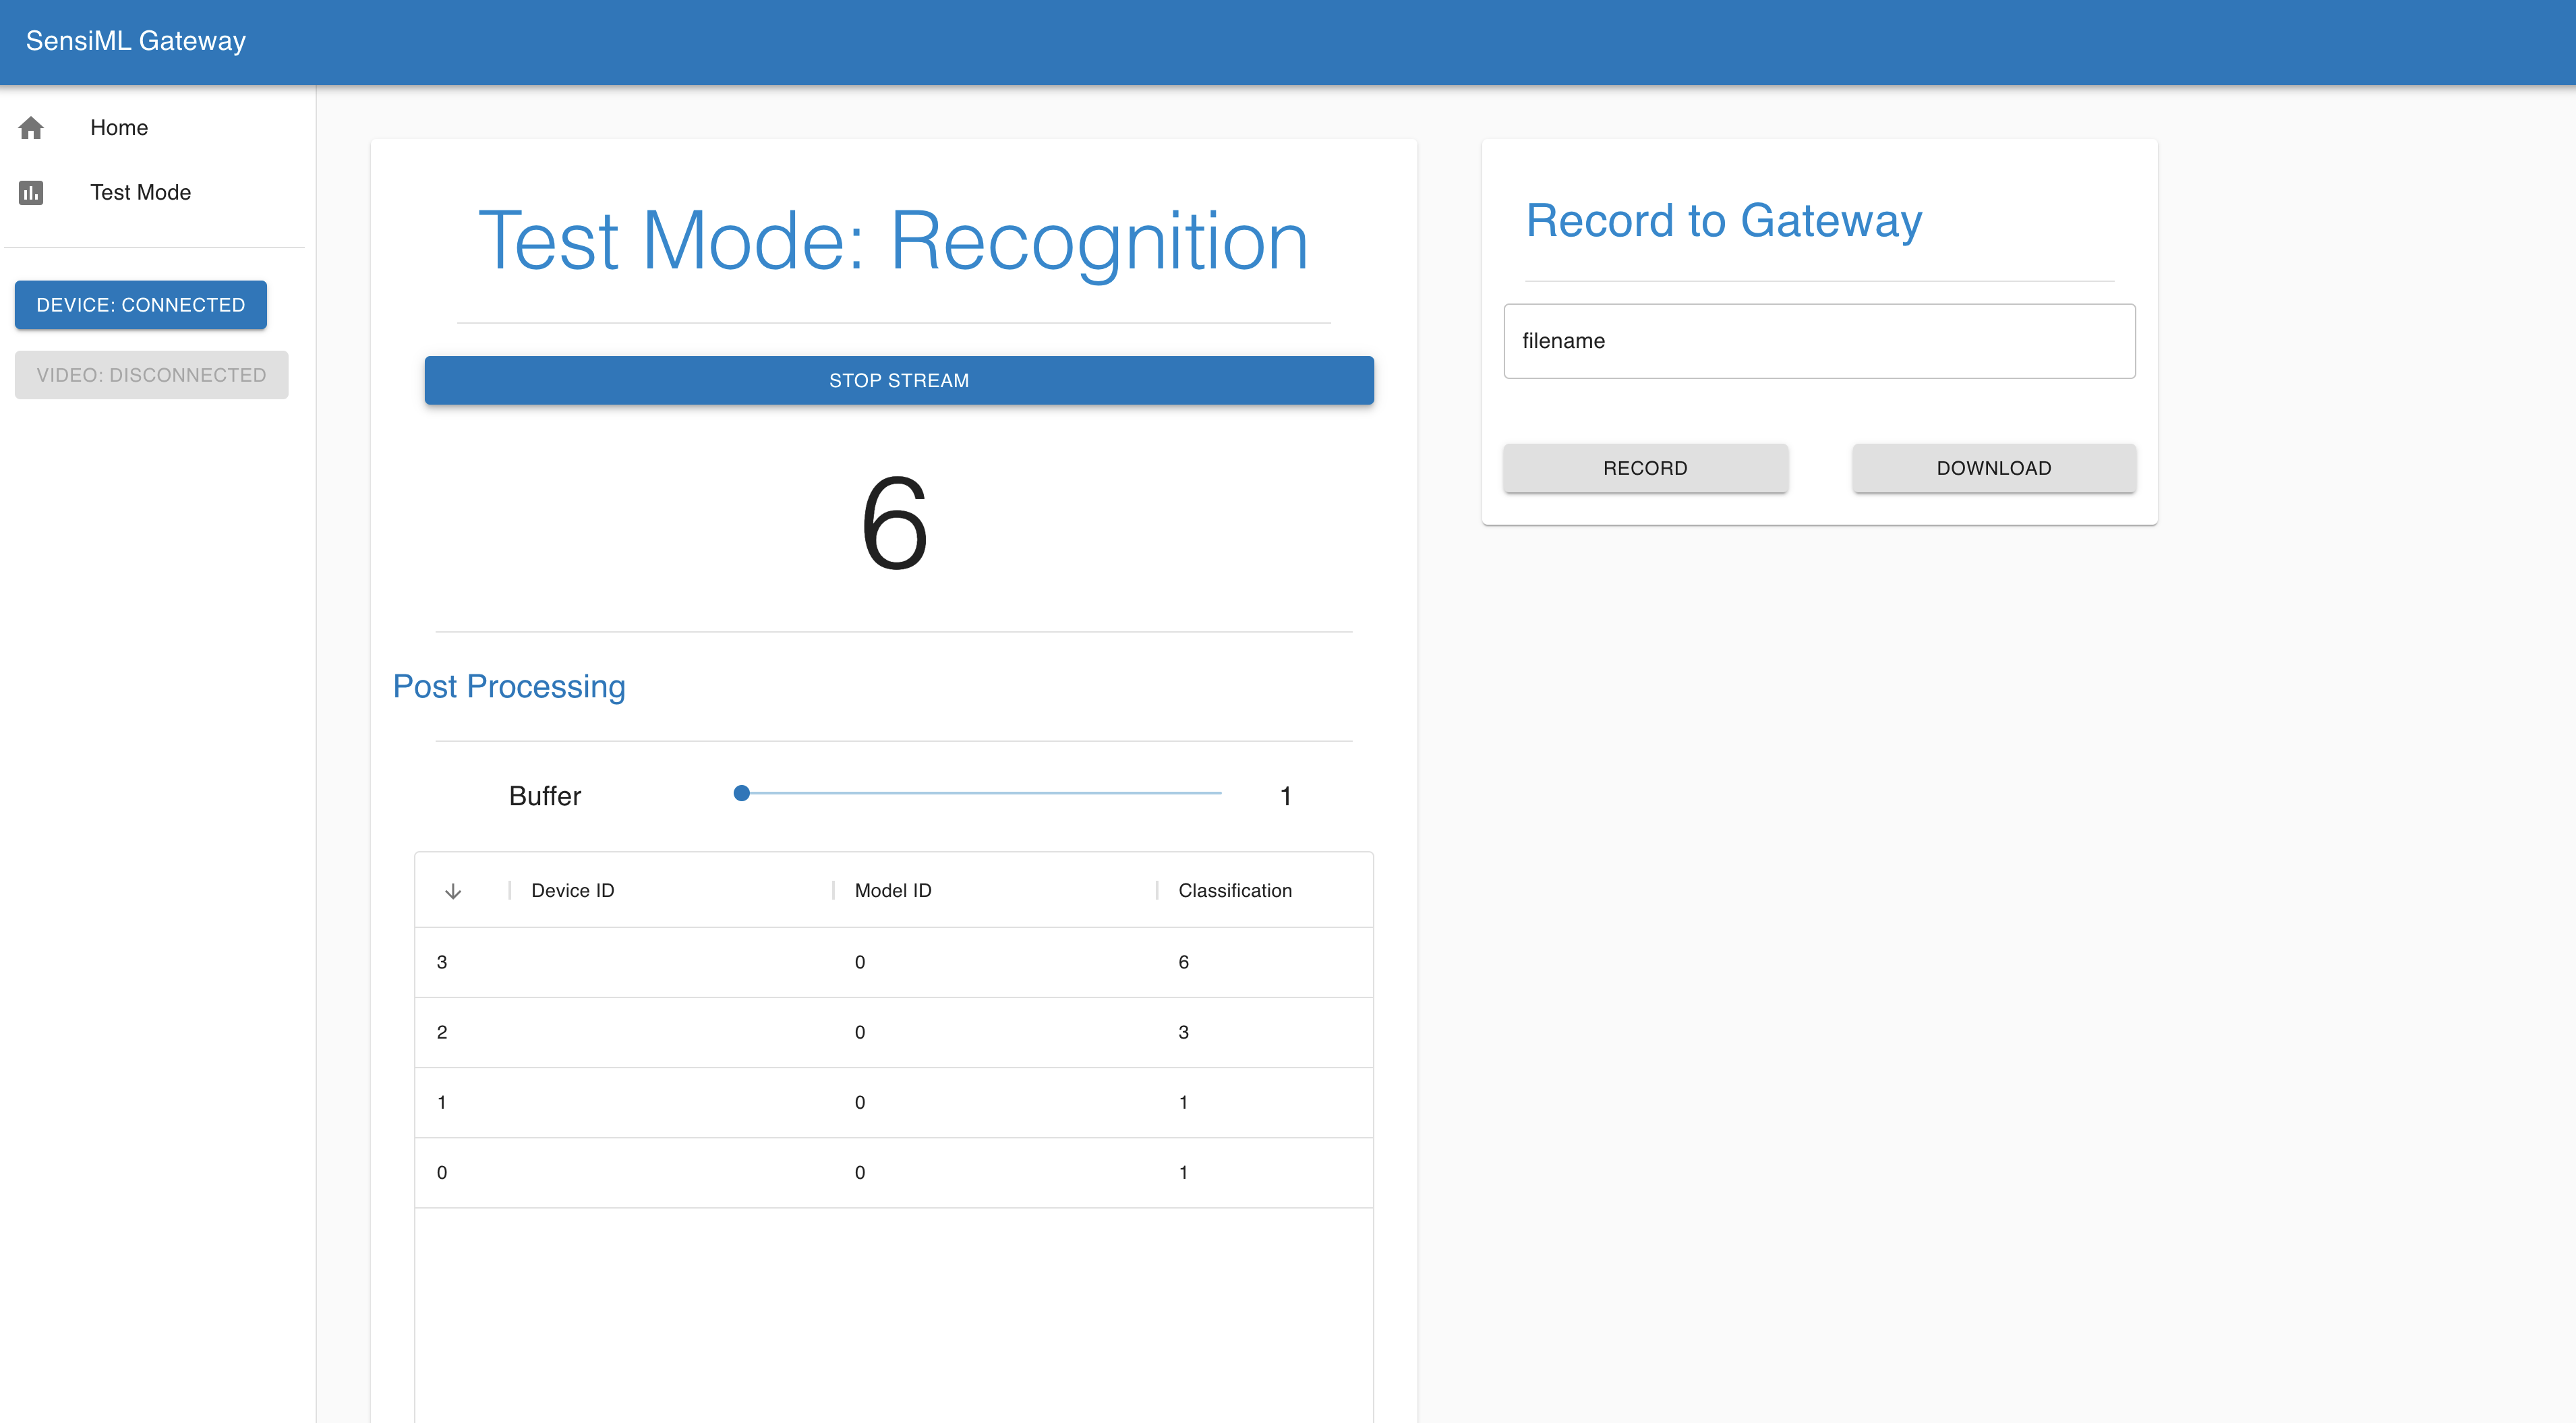 SensiML Gateway
Home
Test Mode
DEVICE: CONNECTED
VIDEO: DISCONNECTED
Test Mode: Recognition
STOP STREAM
6
Post Processing
Buffer 1
Device ID Model ID Classification
3 0 6
2 0 3
1 0 1
0 0 1
Record to Gateway
filename
RECORD DOWNLOAD